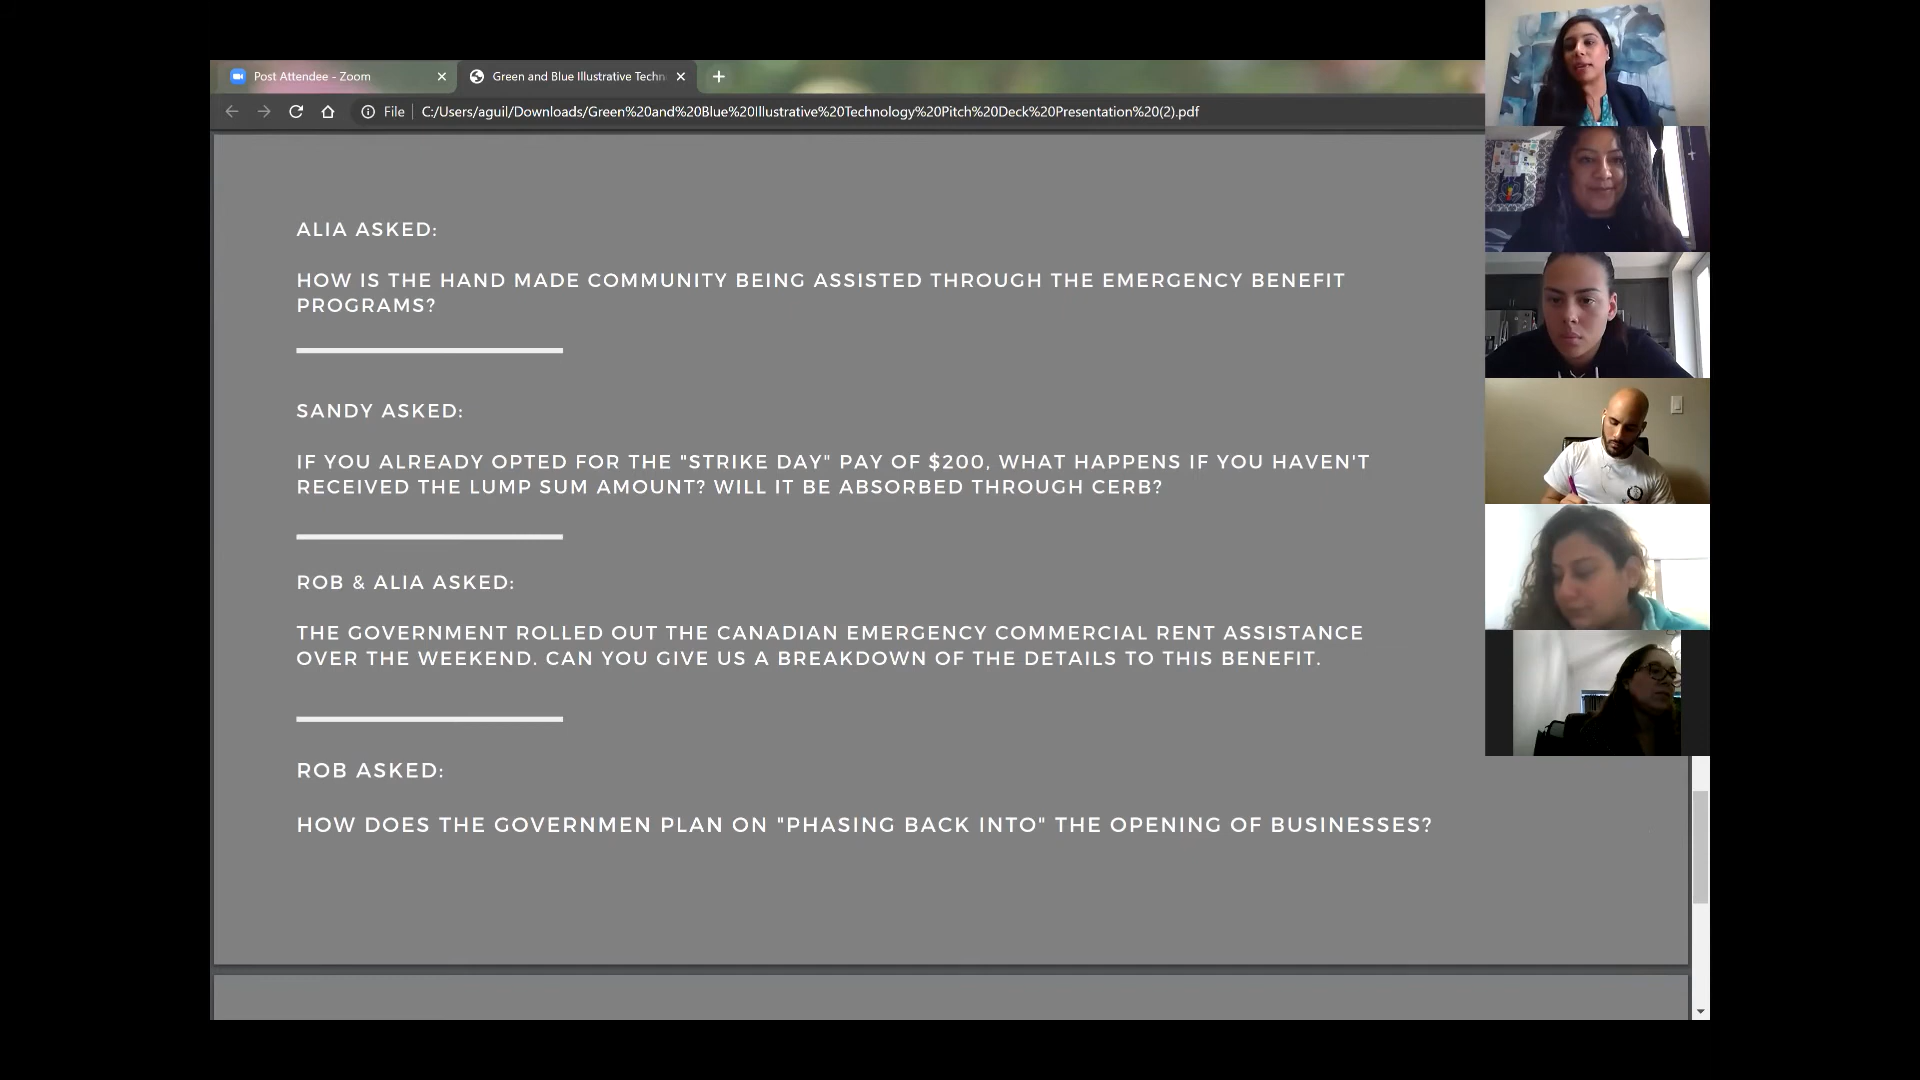 Post Attendee - Zoom
Green and Blue Illustrative Techn
File
C:/Users/aguil/Downloads/Green%20and%20Blue%20Illustrative%20Technology%20Pitch%20Deck%20Presentation%20(2).pdf
ALIA ASKED:
HOW IS THE HAND MADE COMMUNITY BEING ASSISTED THROUGH THE EMERGENCY BENEFIT
PROGRAMS?
SANDY ASKED:
IF YOU ALREADY OPTED FOR THE "STRIKE DAY" PAY OF $200, WHAT HAPPENS IF YOU HAVEN'T
RECEIVED THE LUMP SUM AMOUNT? WILL IT BE ABSORBED THROUGH CERB?
ROB & ALIA ASKED:
THE GOVERNMENT ROLLED OUT THE CANADIAN EMERGENCY COMMERCIAL RENT ASSISTANCE
OVER THE WEEKEND. CAN YOU GIVE US A BREAKDOWN OF THE DETAILS TO THIS BENEFIT.
ROB ASKED:
HOW DOES THE GOVERNMEN PLAN ON "PHASING BACK INTO" THE OPENING OF BUSINESSES?